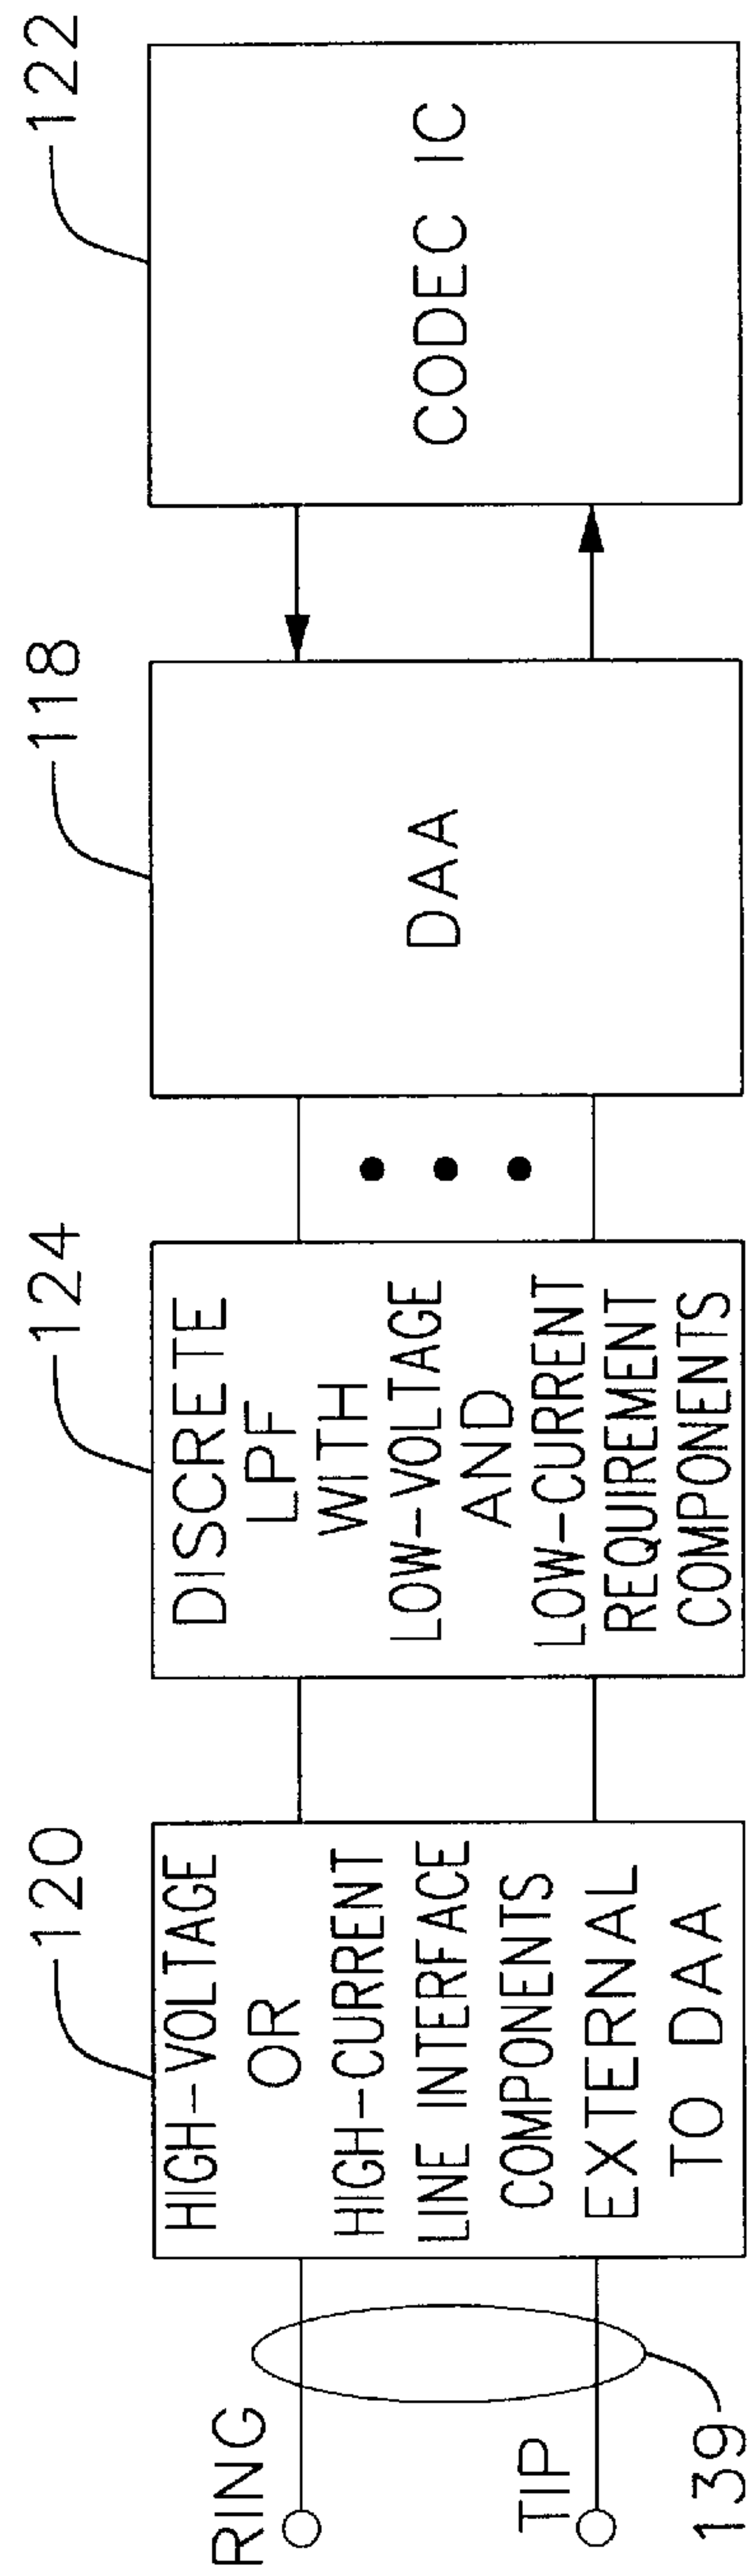 RING
TIP
139
120
HIGH-VOLTAGE
OR
HIGH-CURRENT
LINE INTERFACE
COMPONENTS
EXTERNAL
TO DAA
124
DISCRETE
LPF
WITH
LOW-VOLTAGE
AND
LOW-CURRENT
REQUIREMENT
COMPONENTS
118
DAA
122
CODEC IC